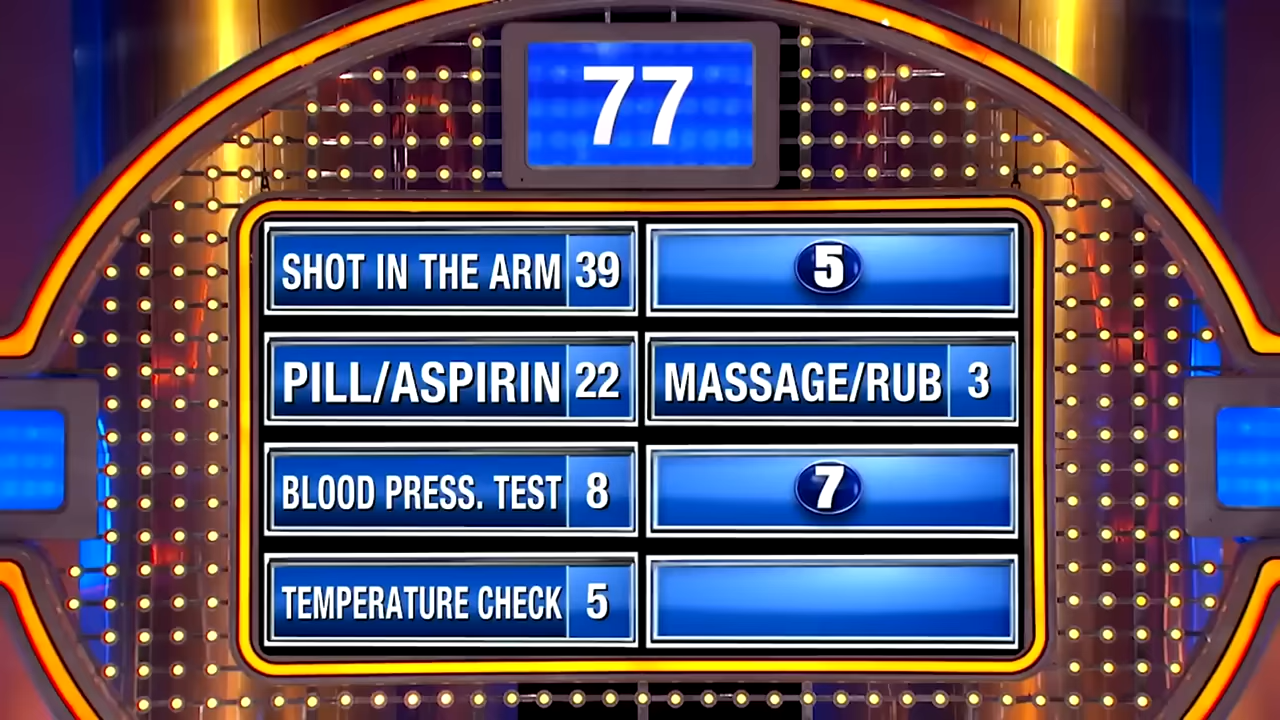 77
SHOT IN THE ARM 39
PILL/ASPIRIN 22
BLOOD PRESS. TEST 8
TEMPERATURE CHECK 5
5
MASSAGE/RUB 3
7